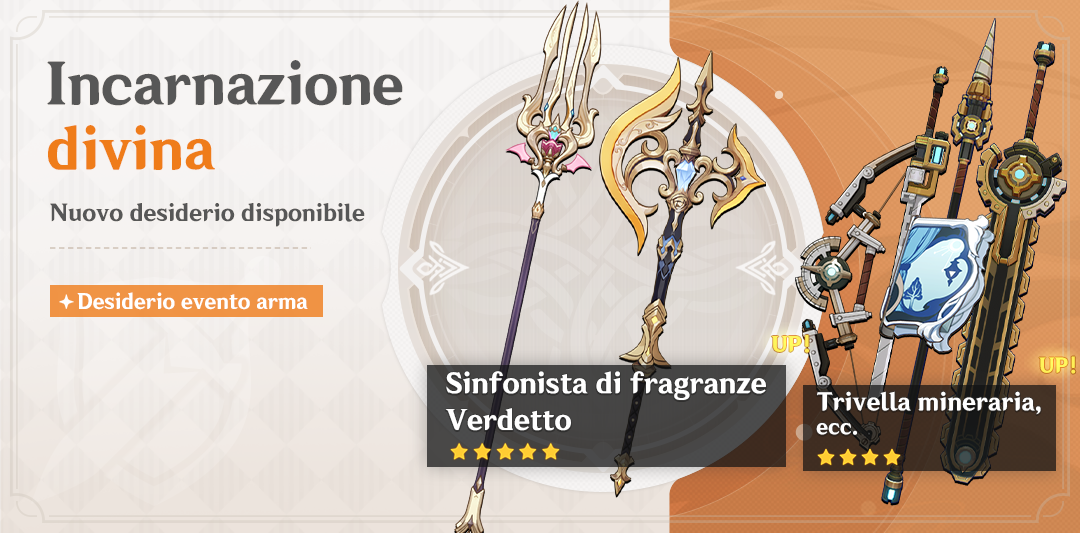 Incarnazione
divina
Nuovo desiderio disponibile
Desiderio evento arma
UP!
UP!
Sinfonista di fragranze
Verdetto
Trivella mineraria,
ecc.